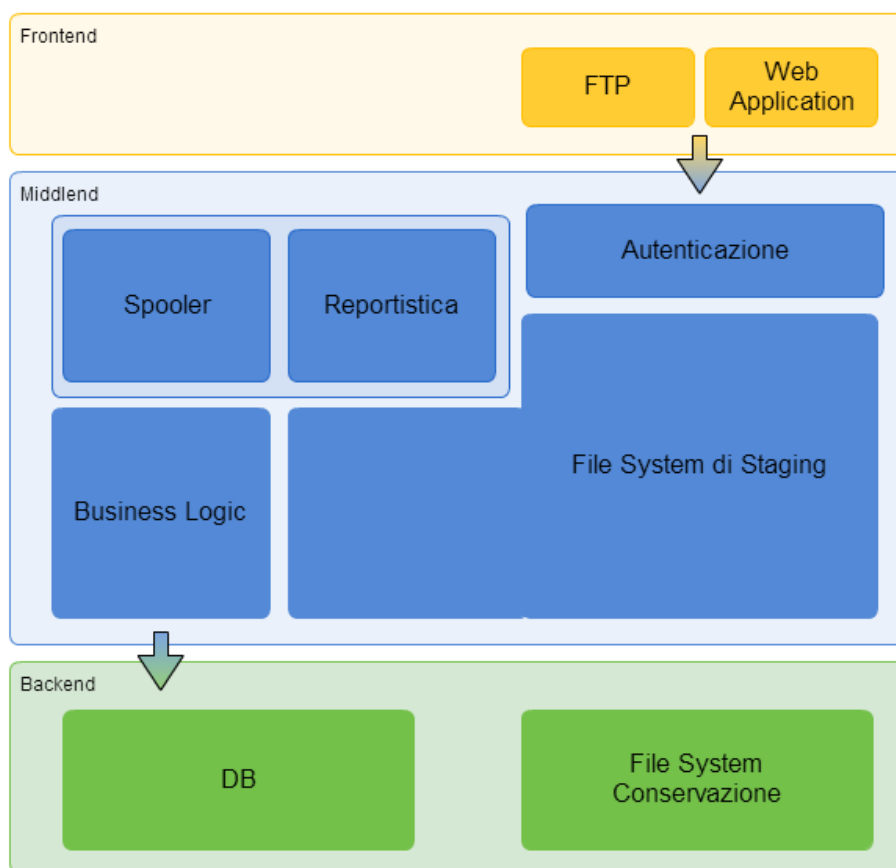 Frontend
FTP
Web
Application
Middlend
Autenticazione
Spooler
Reportistica
File System di Staging
Business Logic
Backend
DB
File System
Conservazione